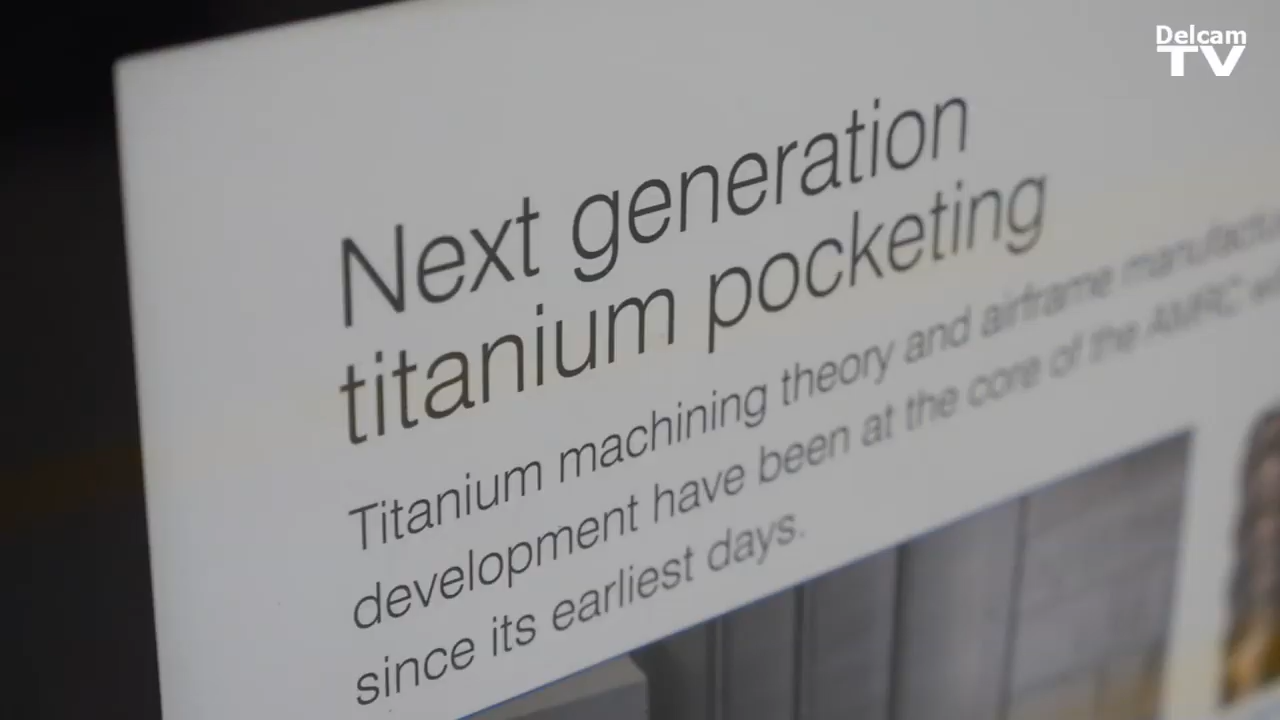 Delcam
TV
Next generation
titanium pocketing
Titanium machining theory and airframe
development have been at the core of the AMRC
since its earliest days.